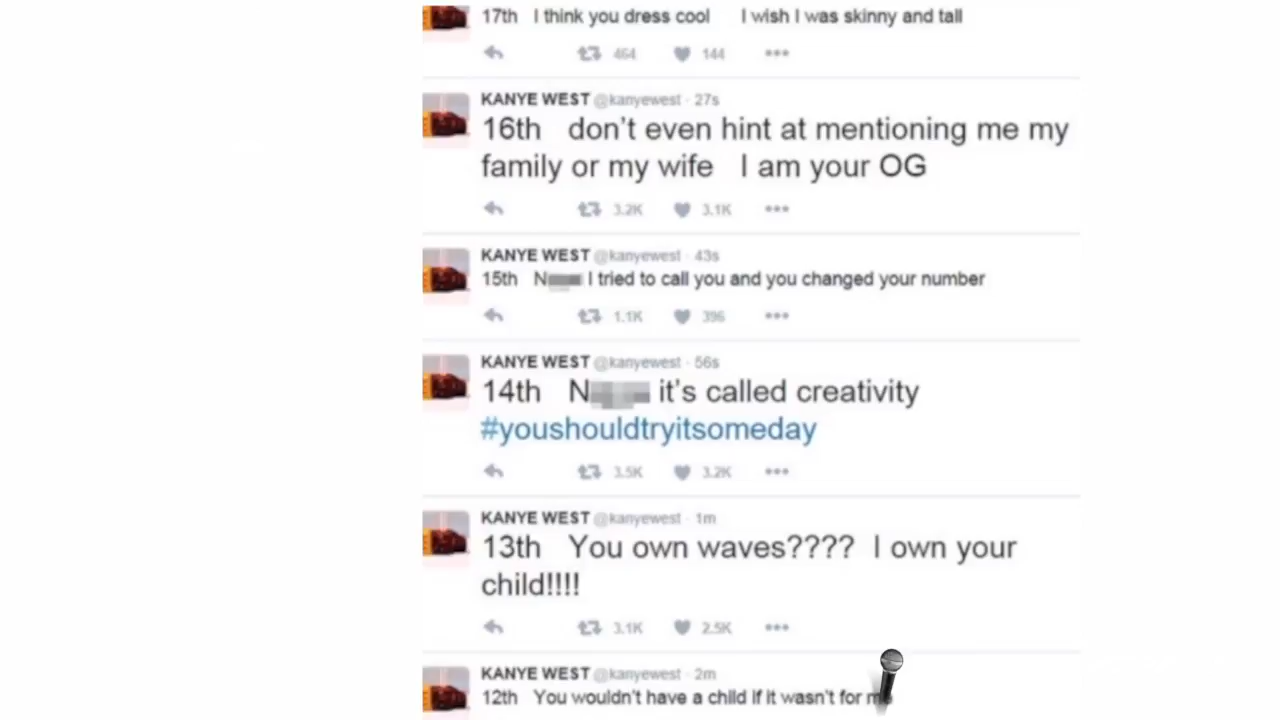 17th I think you dress cool I wish I was skinny and tall
464 144
KANYE WEST @kanyewest · 27s
16th don't even hint at mentioning me my
family or my wife I am your OG
3.2K 3.1K
KANYE WEST @kanyewest · 43s
15th I tried to call you and you changed your number
1.1K 396
KANYE WEST @kanyewest · 56s
14th it's called creativity
#youshouldtryitsomeday
3.5K 3.2K
KANYE WEST @kanyewest · 1m
13th You own waves???? I own your
child!!!!
3.1K 2.5K
KANYE WEST @kanyewest · 2m
12th You wouldn't have a child if it wasn't for me